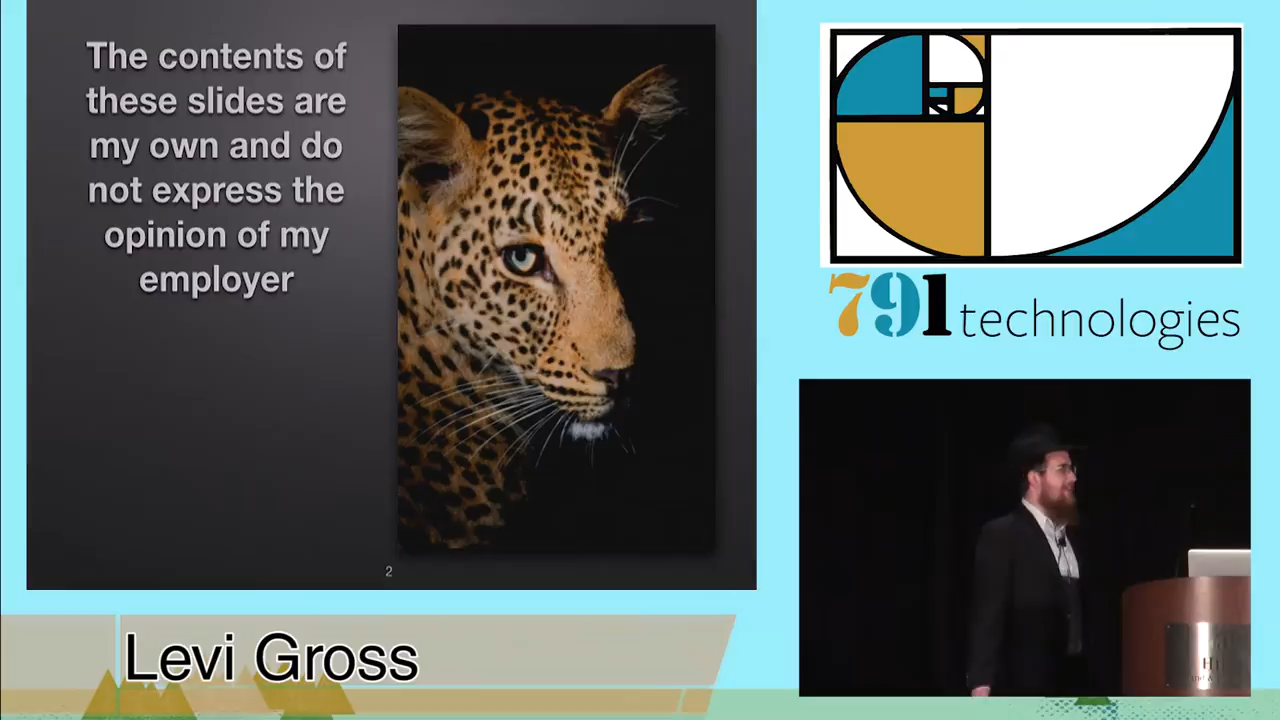 The contents of
these slides are
my own and do
not express the
opinion of my
employer
2
791 technologies
Levi Gross